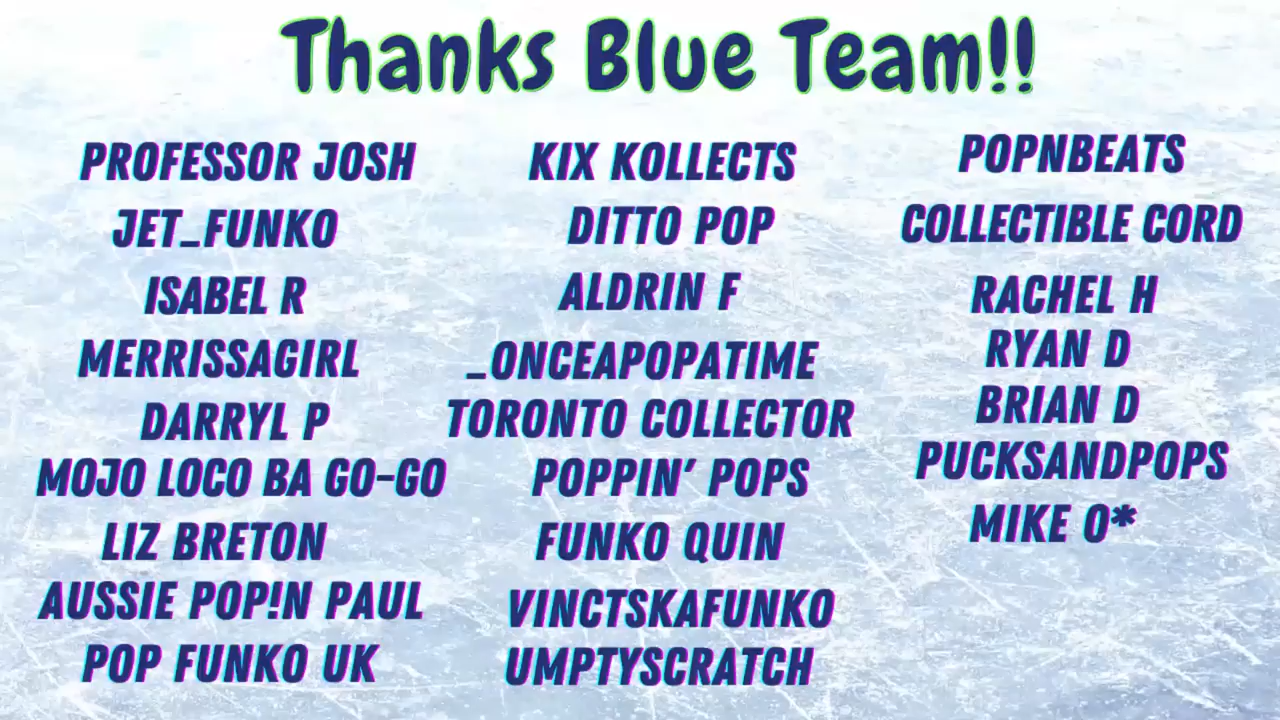 Thanks Blue Team!!
PROFESSOR JOSH
JET_FUNKO
ISABEL R
MERRISSAGIRL
DARRYL P
MOJO LOCO BA GO-GO
LIZ BRETON
AUSSIE POP!N PAUL
POP FUNKO UK
KIX KOLLECTS
DITTO POP
ALDRIN F
_ONCEAPOPATIME
TORONTO COLLECTOR
POPPIN' POPS
FUNKO QUIN
VINCTSKAFUNKO
UMPTYSCRATCH
POPNBEATS
COLLECTIBLE CORD
RACHEL H
RYAN D
BRIAN D
PUCKSANDPOPS
MIKE O*